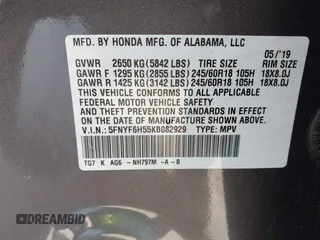 MFD. BY HONDA MFG. OF ALABAMA, LLC
05/'19
GVWR 2650 KG(5842 LBS) TIRE SIZE RIM SIZE
GAWR F 1295 KG(2855 LBS) 245/60R18 105H 18X8.0J
GAWR R 1425 KG(3142 LBS) 245/60R18 105H 18X8.0J
THIS VEHICLE CONFORMS TO ALL APPLICABLE
FEDERAL MOTOR VEHICLE SAFETY AND
THEFT PREVENTION STANDARDS IN EFFECT
ON THE DATE OF MANUFACTURE SHOWN
ABOVE.
V.I.N: 5FNYF6H55KB082929 TYPE: MPV
TG7 K AG6 -NH797M -A-B
AUTOBIDMASTER